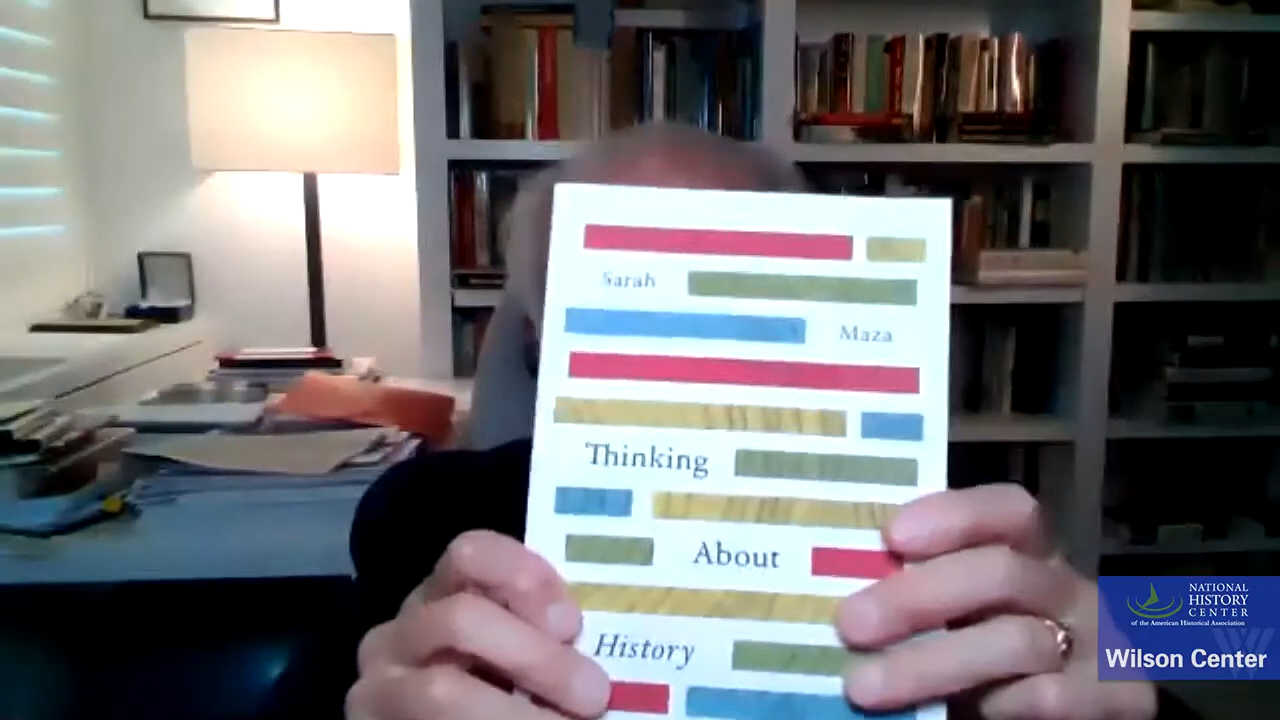 Sarah
Maza
Thinking
About
History
NATIONAL
HISTORY
CENTER
of the American Historical Association
Wilson Center